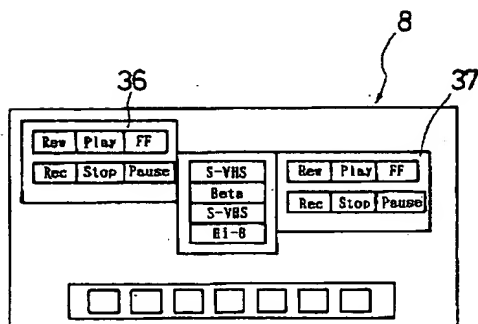 8
36
37
Rew Play FF
Rec Stop Pause
S-VHS
Beta
S-VHS
Hi-8
Rew Play FF
Rec Stop Pause